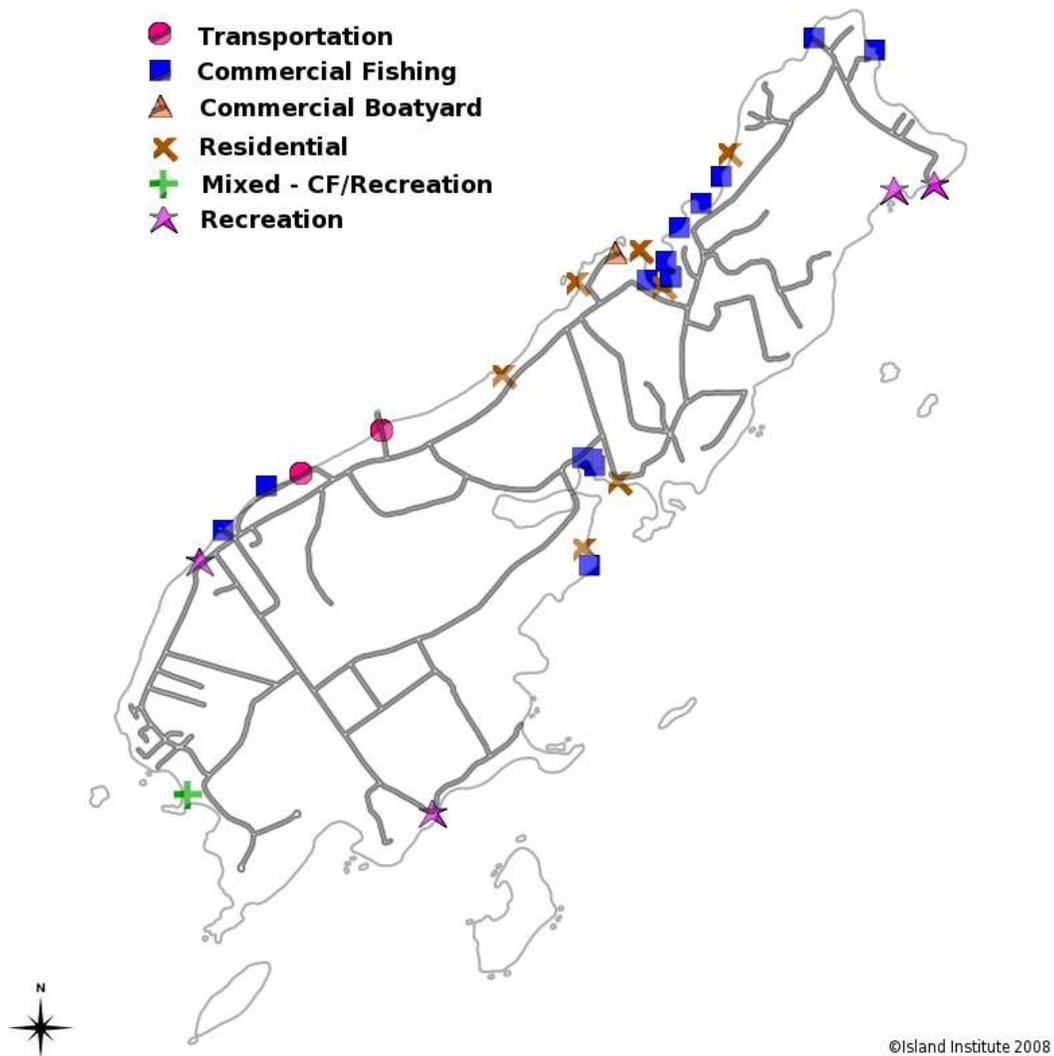 Transportation
Commercial Fishing
Commercial Boatyard
Residential
Mixed - CF/Recreation
Recreation
N
©Island Institute 2008